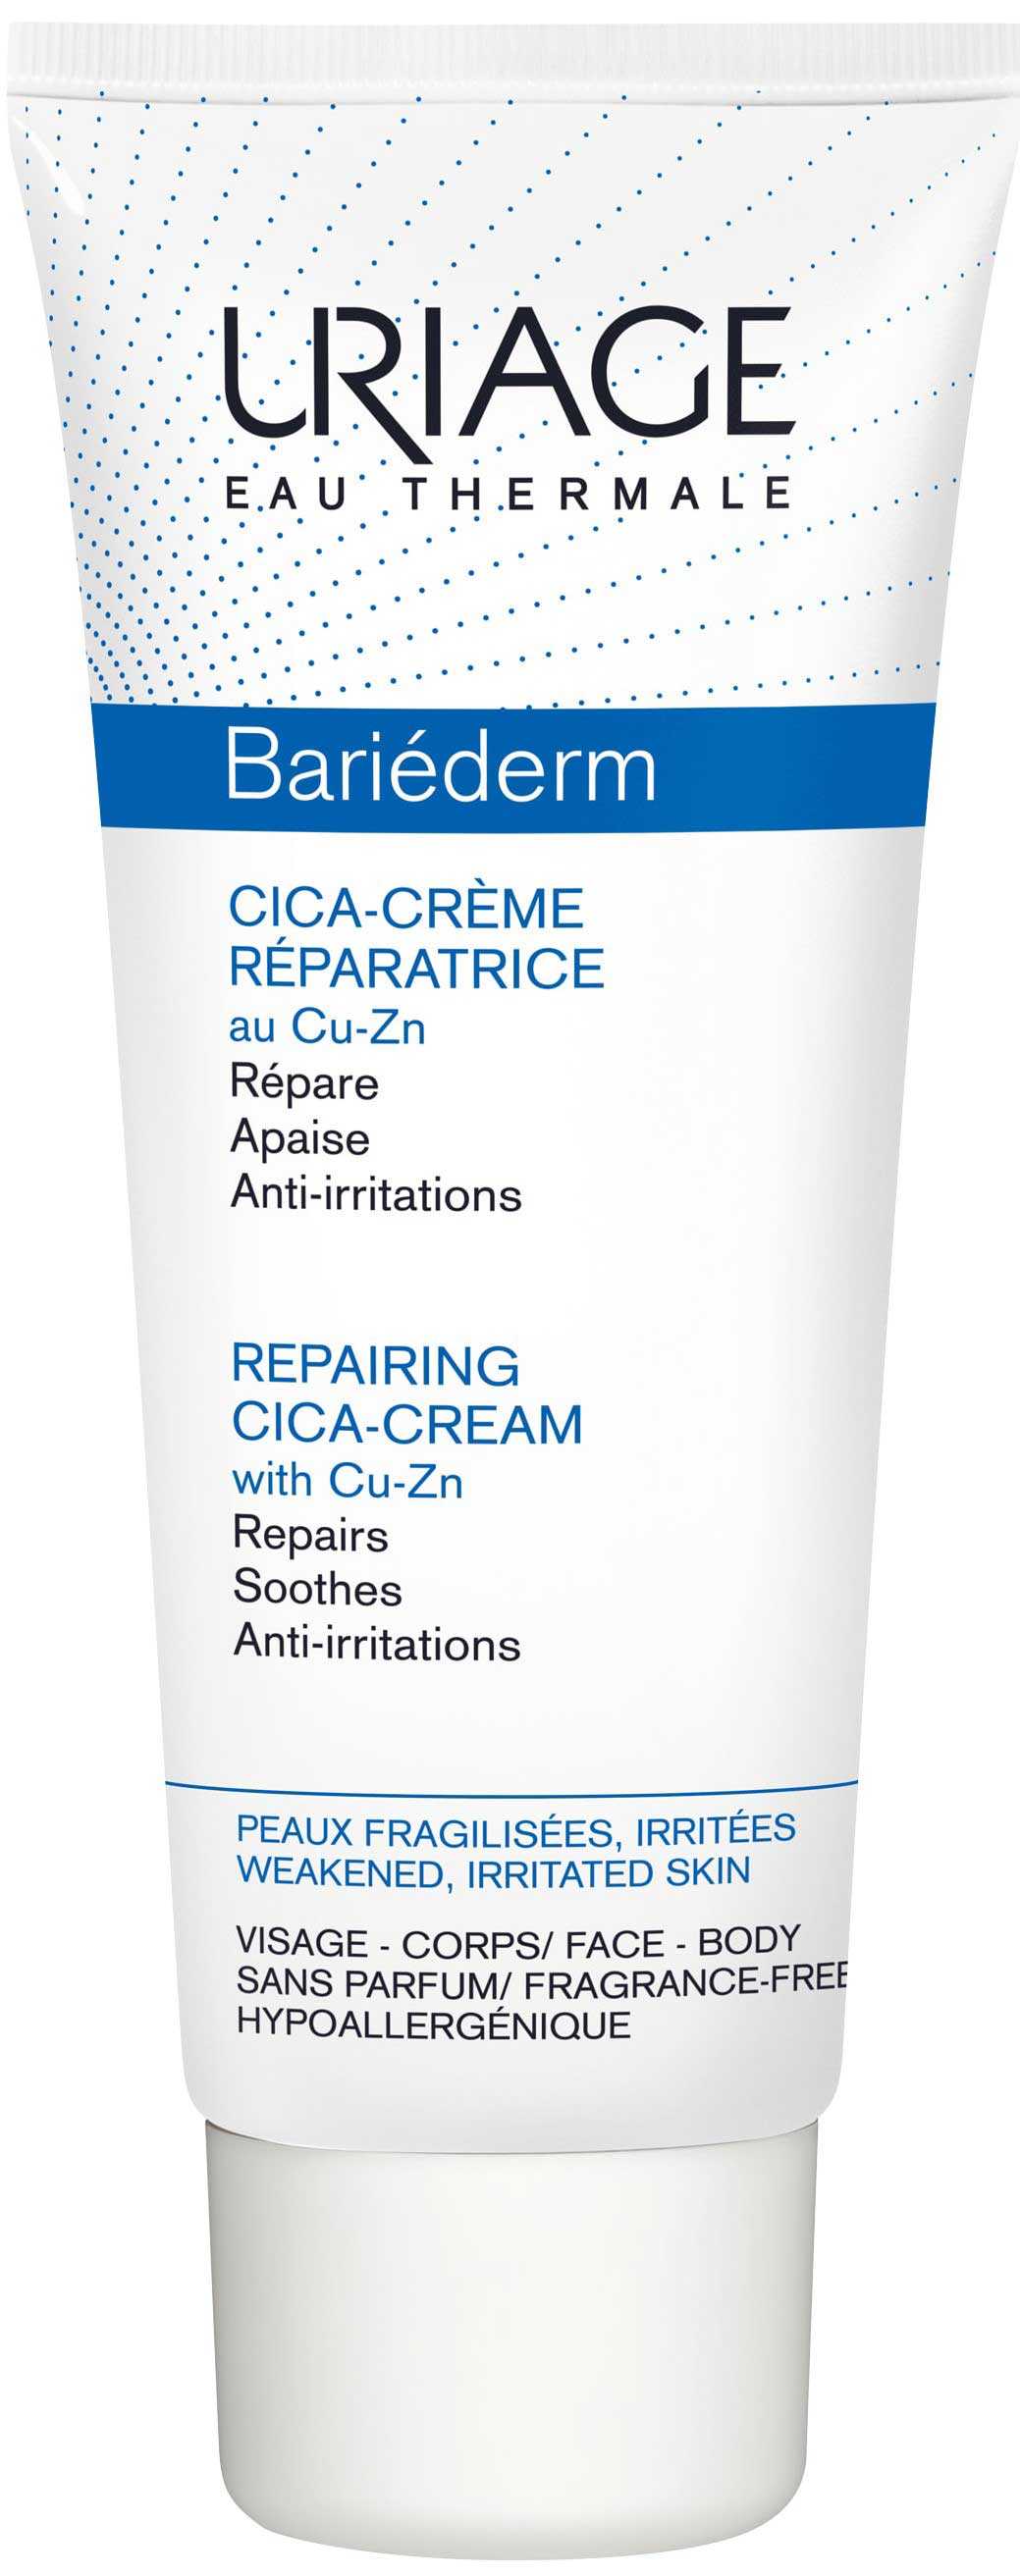 URIAGE
EAU THERMALE
Bariéderm
CICA-CRÈME
RÉPARATRICE
au Cu-Zn
Répare
Apaise
Anti-irritations
REPAIRING
CICA-CREAM
with Cu-Zn
Repairs
Soothes
Anti-irritations
PEAUX FRAGILISÉES, IRRITÉES
WEAKENED, IRRITATED SKIN
VISAGE - CORPS/ FACE - BODY
SANS PARFUM/ FRAGRANCE-FREE
HYPOALLERGÉNIQUE